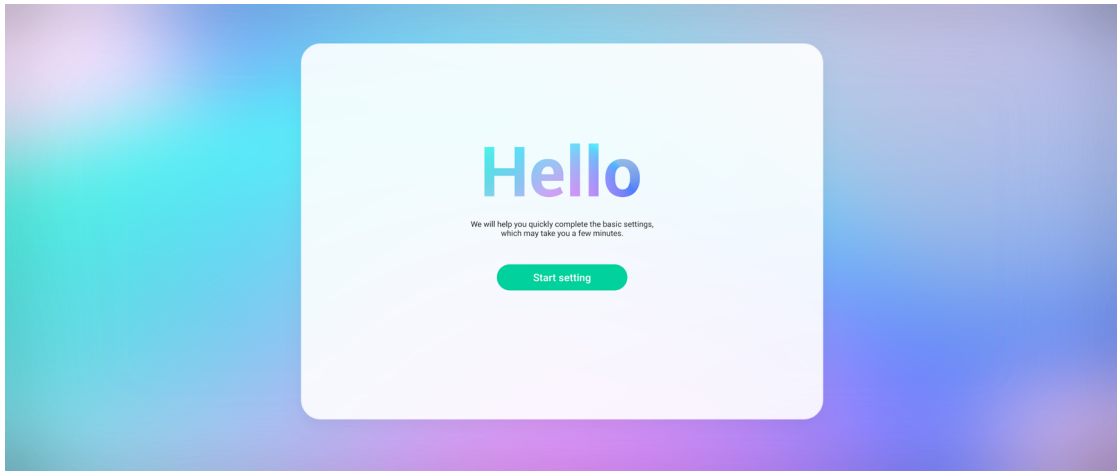 Hello
We will help you quickly complete the basic settings,
which may take you a few minutes.
Start setting